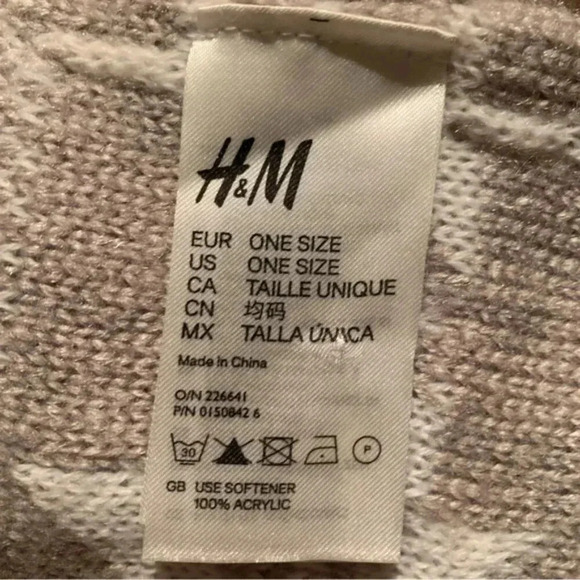 H&M
EUR ONE SIZE
US ONE SIZE
CA TAILLE UNIQUE
CN 均码
MX TALLA ÚNICA
Made in China
O/N 226641
P/N 0150842 6
30 P
GB USE SOFTENER
100% ACRYLIC